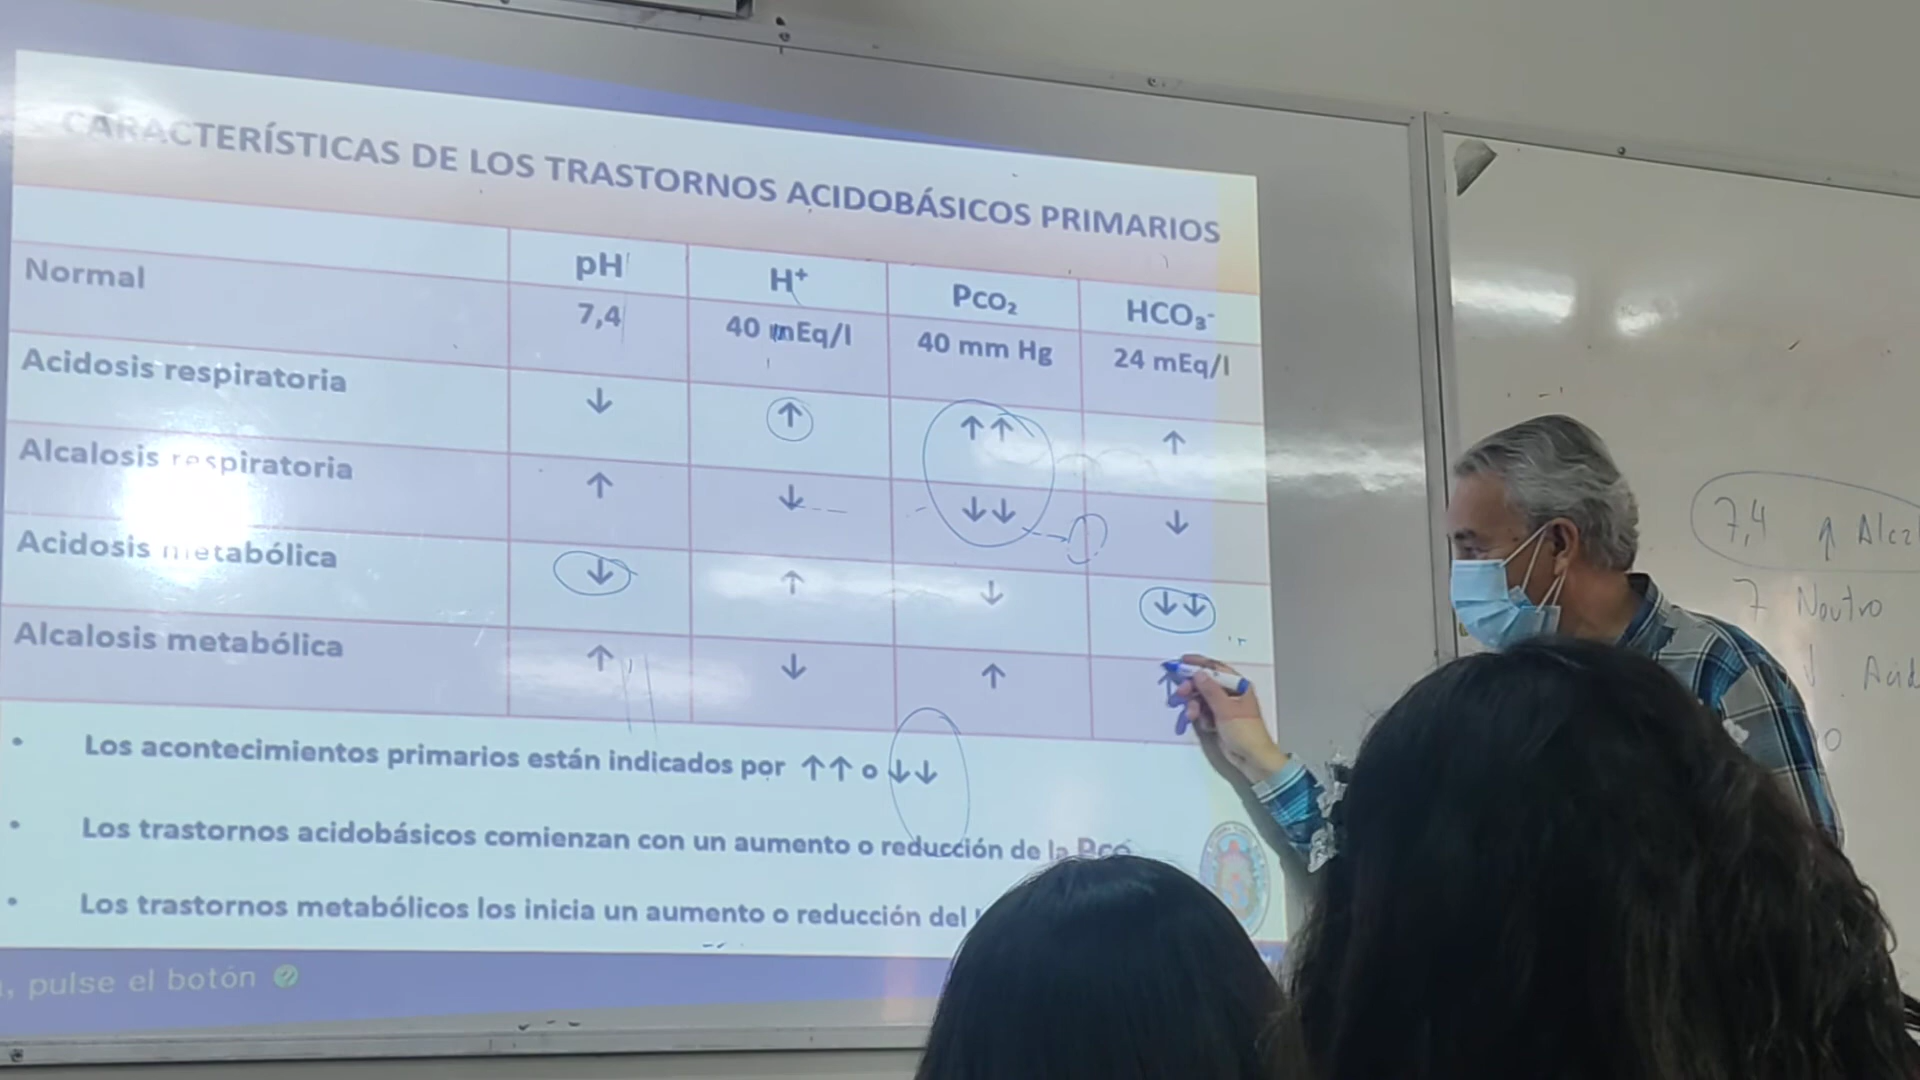 CARACTERÍSTICAS DE LOS TRASTORNOS ACIDOBÁSICOS PRIMARIOS
pH H⁺ Pco₂ HCO₃⁻
Normal 7,4 40 mEq/l 40 mm Hg 24 mEq/l
Acidosis respiratoria ↓ ↑ ↑↑ ↑
Alcalosis respiratoria ↑ ↓ ↓↓ ↓
Acidosis metabólica ↓ ↑ ↓ ↓↓
Alcalosis metabólica ↑ ↓ ↑ ↑
• Los acontecimientos primarios están indicados por ↑↑ o ↓↓
• Los trastornos acidobásicos comienzan con un aumento o reducción de la Pco
• Los trastornos metabólicos los inicia un aumento o reducción del
, pulse el botón
7,4 ↑ Alc
7 Neutro
↓ Acid